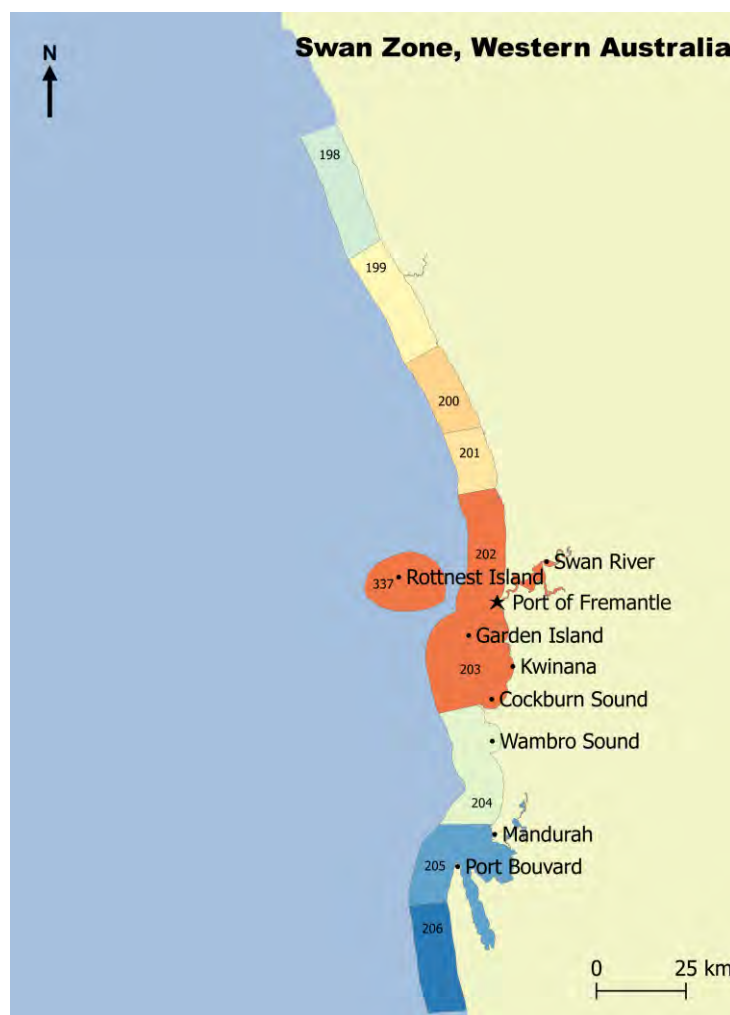 Swan Zone, Western Australia
N
198
199
200
201
202
Swan River
337
Rottnest Island
Port of Fremantle
Garden Island
203
Kwinana
Cockburn Sound
Wambro Sound
204
Mandurah
205
Port Bouvard
206
0
25 km